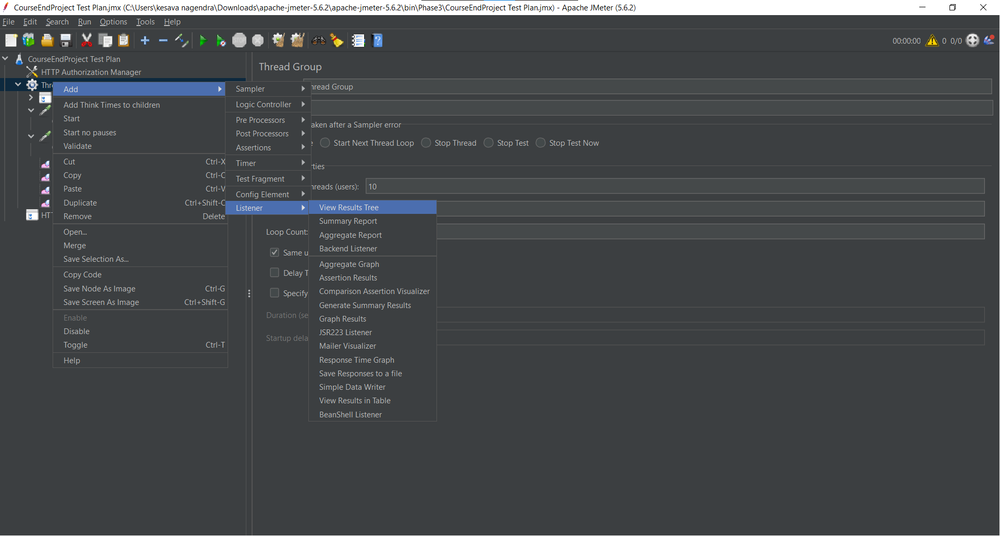 CourseEndProject Test Plan.jmx (C:\Users\kesava nagendra\Downloads\apache-jmeter-5.6.2\apache-jmeter-5.6.2\bin\Phase3\CourseEndProject Test Plan.jmx) - Apache JMeter (5.6.2)
File Edit Search Run Options Tools Help
STOP
00:00:00 0 0/0
CourseEndProject Test Plan
HTTP Authorization Manager
Thre
HTT
Add
Add Think Times to children
Start
Start no pauses
Validate
Cut Ctrl-X
Copy Ctrl-C
Paste Ctrl-V
Duplicate Ctrl+Shift-C
Remove Delete
Open...
Merge
Save Selection As...
Copy Code
Save Node As Image Ctrl-G
Save Screen As Image Ctrl+Shift-G
Enable
Disable
Toggle Ctrl-T
Help
Sampler
Logic Controller
Pre Processors
Post Processors
Assertions
Timer
Test Fragment
Config Element
Listener
View Results Tree
Summary Report
Aggregate Report
Backend Listener
Aggregate Graph
Assertion Results
Comparison Assertion Visualizer
Generate Summary Results
Graph Results
JSR223 Listener
Mailer Visualizer
Response Time Graph
Save Responses to a file
Simple Data Writer
View Results in Table
BeanShell Listener
Thread Group
hread Group
aken after a Sampler error
e Start Next Thread Loop Stop Thread Stop Test Stop Test Now
rties
hreads (users): 10
Loop Count:
Same u
Delay T
Specify
Duration (se
Startup dela